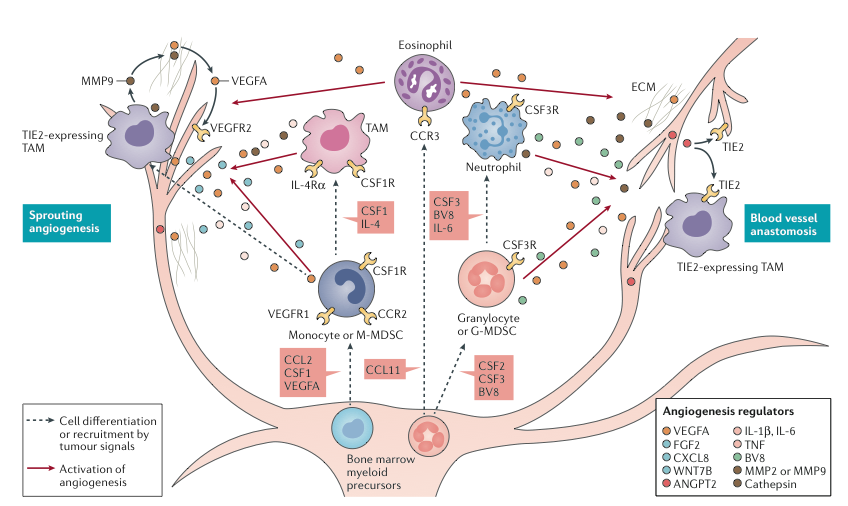 Eosinophil
MMP9
VEGFA
ECM
CSF3R
VEGFR2
TAM
TIE2-expressing
TAM
CCR3
TIE2
Neutrophil
IL-4Rα
CSF1R
TIE2
Sprouting
angiogenesis
CSF1
IL-4
CSF3
BV8
IL-6
Blood vessel
anastomosis
CSF3R
CSF1R
TIE2-expressing TAM
VEGFR1
CCR2
Granylocyte
or G-MDSC
Monocyte or M-MDSC
CCL2
CSF1
VEGFA
CCL11
CSF2
CSF3
BV8
Cell differentiation
or recruitment by
tumour signals
Activation of
angiogenesis
Bone marrow
myeloid
precursors
Angiogenesis regulators
VEGFA
FGF2
CXCL8
WNT7B
ANGPT2
IL-1β, IL-6
TNF
BV8
MMP2 or MMP9
Cathepsin